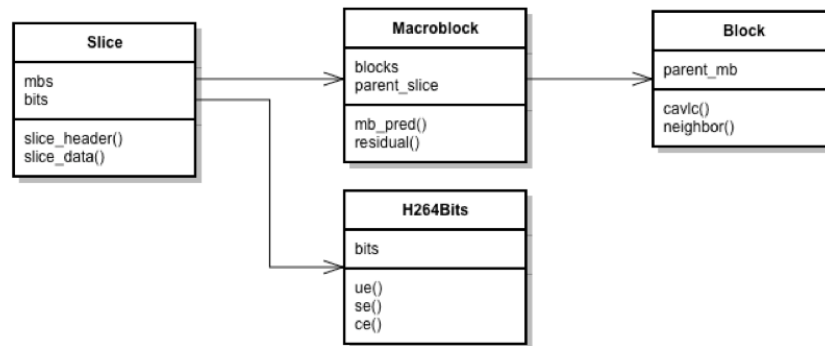 Slice
mbs
bits
slice_header()
slice_data()
Macroblock
blocks
parent_slice
mb_pred()
residual()
Block
parent_mb
cavlc()
neighbor()
H264Bits
bits
ue()
se()
ce()